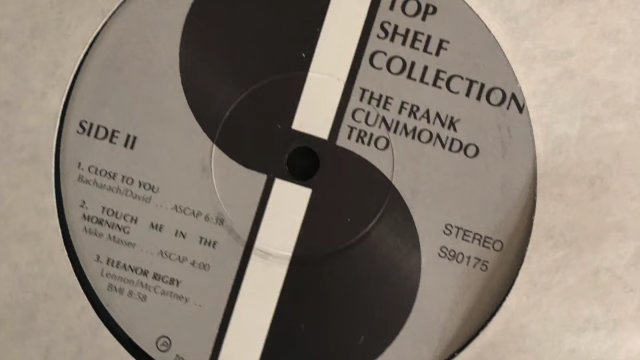 TOP
SHELF
COLLECTION
THE FRANK
CUNIMONDO
TRIO
SIDE II
1. CLOSE TO YOU
Bacharach/David ... ASCAP 6:18
2. TOUCH ME IN THE
MORNING
Mike Masser ... ASCAP 4:00
3. ELEANOR RIGBY
Lennon/McCartney ..
BMI 8:58
STEREO
S90175